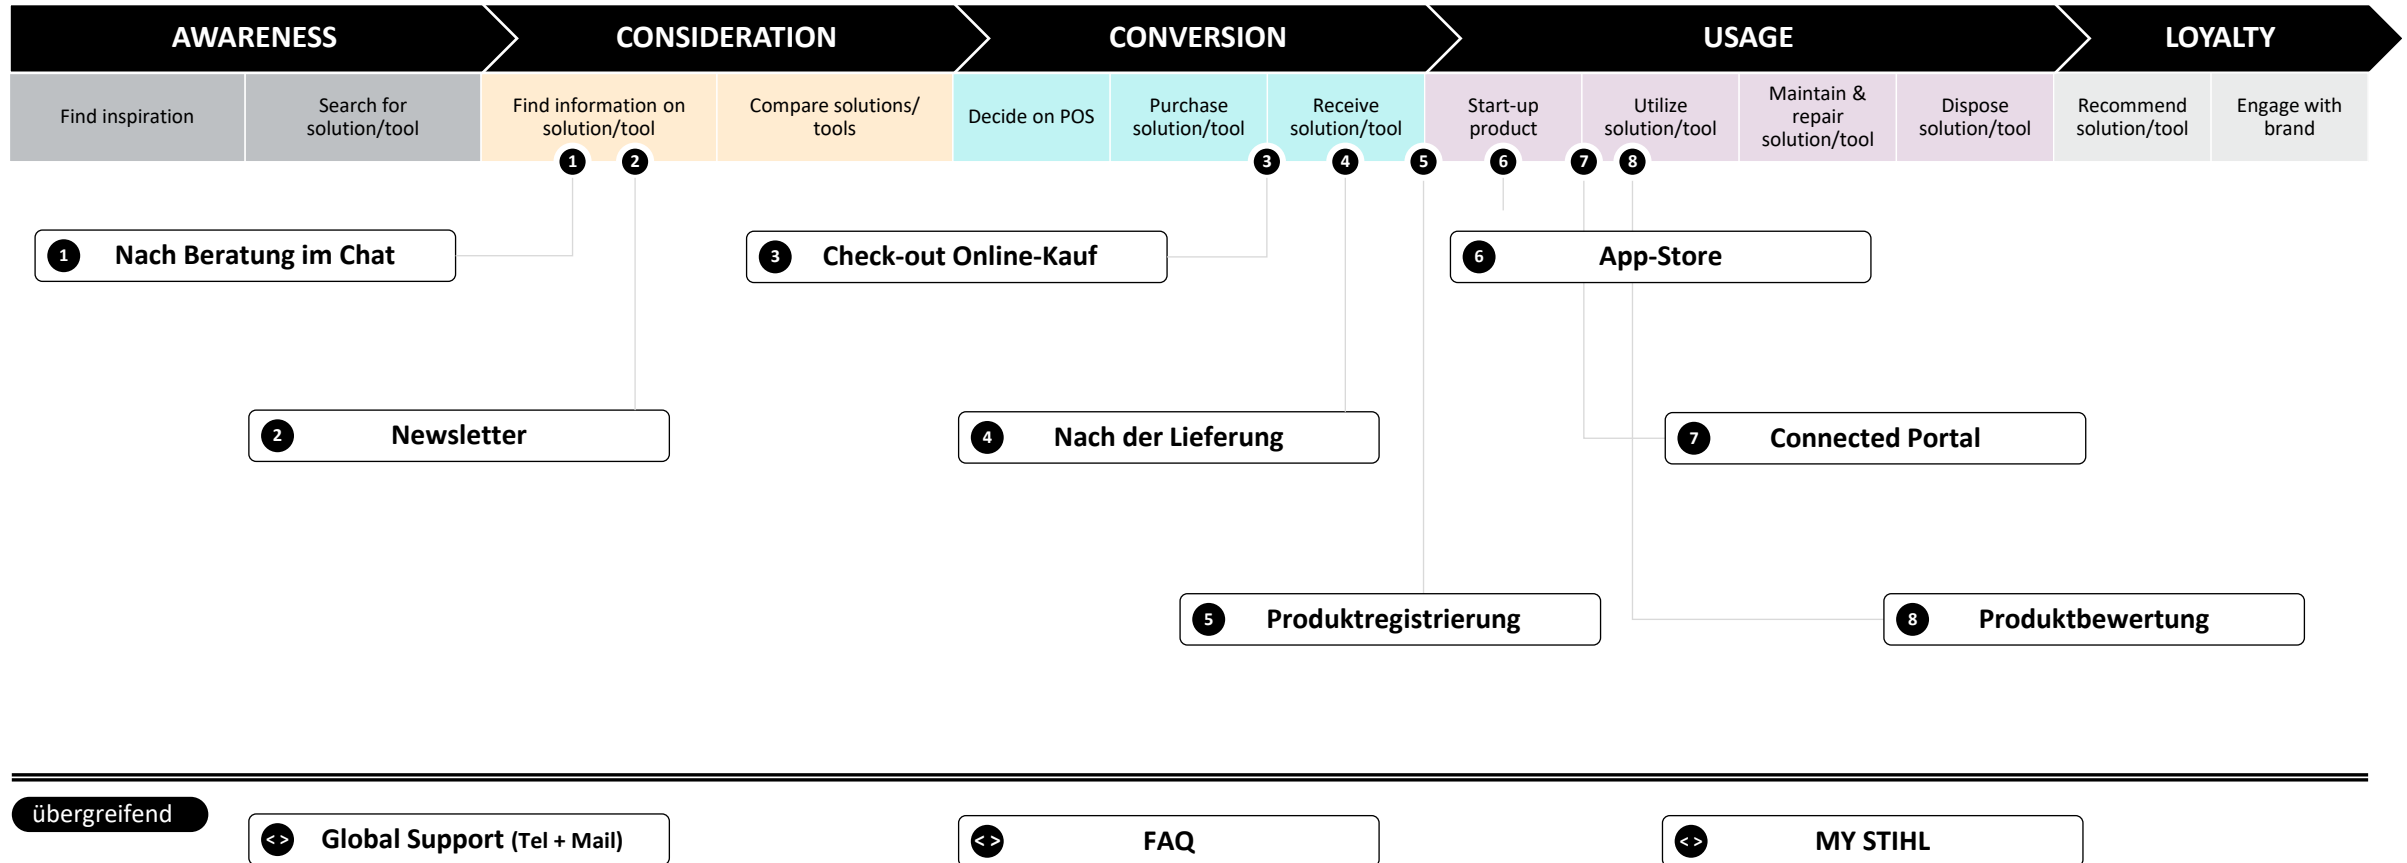 AWARENESS
CONSIDERATION
CONVERSION
USAGE
LOYALTY
Find inspiration
Search for
solution/tool
Find information on
solution/tool
Compare solutions/
tools
Decide on POS
Purchase
solution/tool
Receive
solution/tool
Start-up
product
Utilize
solution/tool
Maintain &
repair
solution/tool
Dispose
solution/tool
Recommend
solution/tool
Engage with
brand
1
2
3
4
5
6
7
8
1 Nach Beratung im Chat
3 Check-out Online-Kauf
6 App-Store
2 Newsletter
4 Nach der Lieferung
7 Connected Portal
5 Produktregistrierung
8 Produktbewertung
übergreifend
<> Global Support (Tel + Mail)
<> FAQ
<> MY STIHL